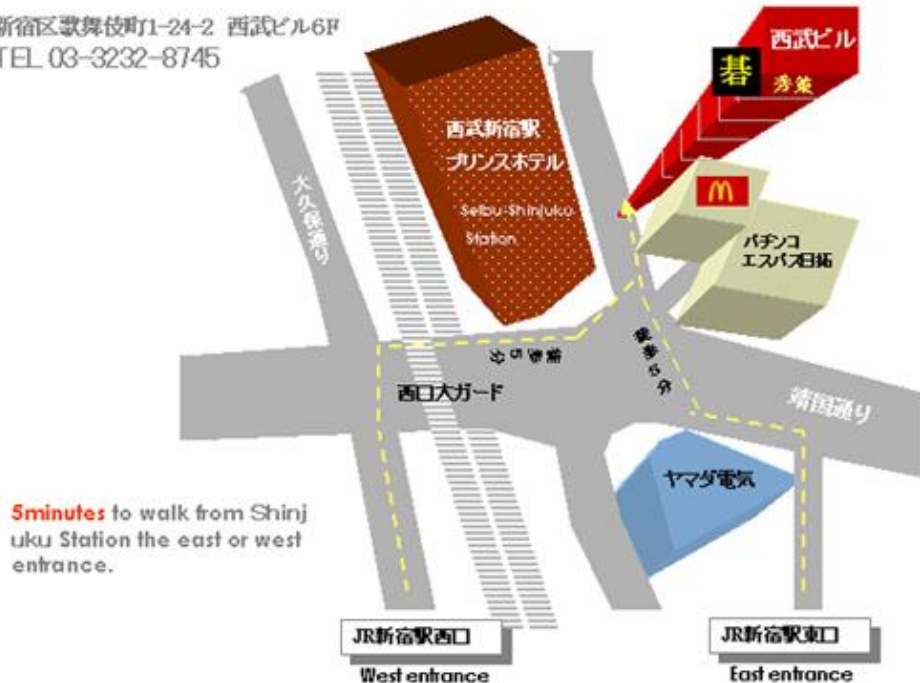 新宿区歌舞伎町1-24-2 西武ビル6F
TEL 03-3232-8745
西武ビル
碁
秀策
西武新宿駅
プリンスホテル
Seibu-Shinjuku
Station
大久保通り
パチンコ
エスパス日拓
徒歩5分
徒歩5分
西口大ガード
靖国通り
ヤマダ電気
5minutes to walk from Shinj
uku Station the east or west
entrance.
JR新宿駅西口
West entrance
JR新宿駅東口
East entrance